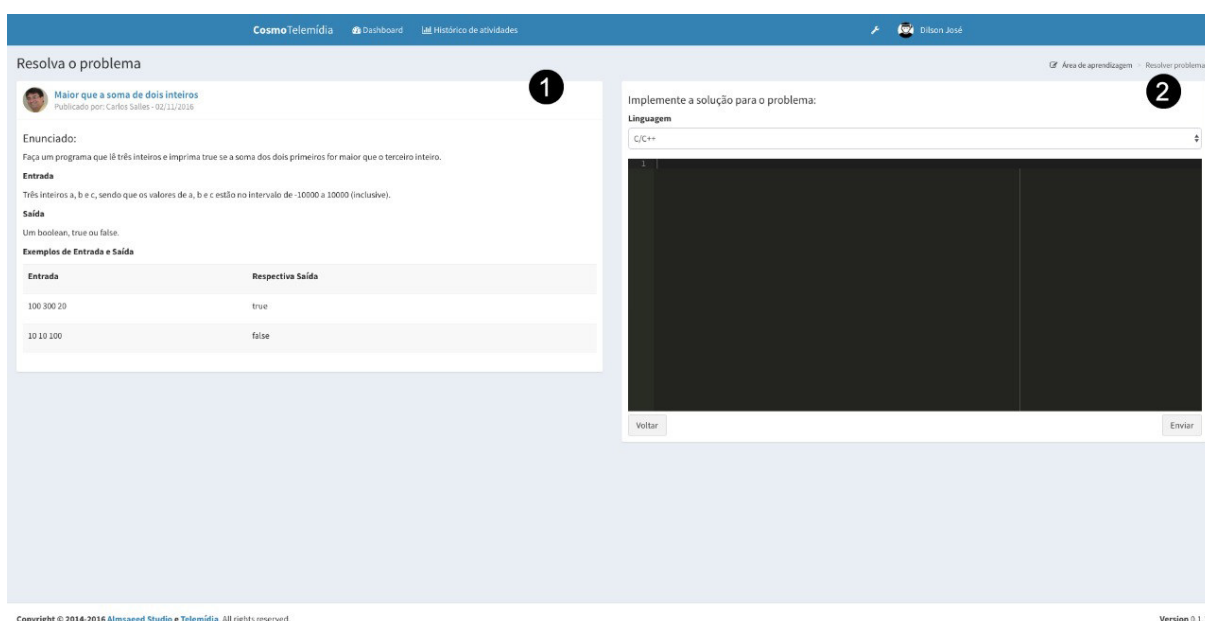 CosmoTelemídia Dashboard Histórico de atividades Dilson José
Resolva o problema
Área de aprendizagem > Resolver problema
1
Maior que a soma de dois inteiros
Publicado por: Carlos Salles - 02/11/2016
Enunciado:
Faça um programa que lê três inteiros e imprima true se a soma dos dois primeiros for maior que o terceiro inteiro.
Entrada
Três inteiros a, b e c, sendo que os valores de a, b e c estão no intervalo de -10000 a 10000 (inclusive).
Saída
Um boolean, true ou false.
Exemplos de Entrada e Saída
Entrada Respectiva Saída
100 300 20 true
10 10 100 false
2
Implemente a solução para o problema:
Linguagem
C/C++
1
Voltar Enviar
Copyright © 2014-2016 Almsaeed Studio e Telemídia. All rights reserved.
Version 0.1